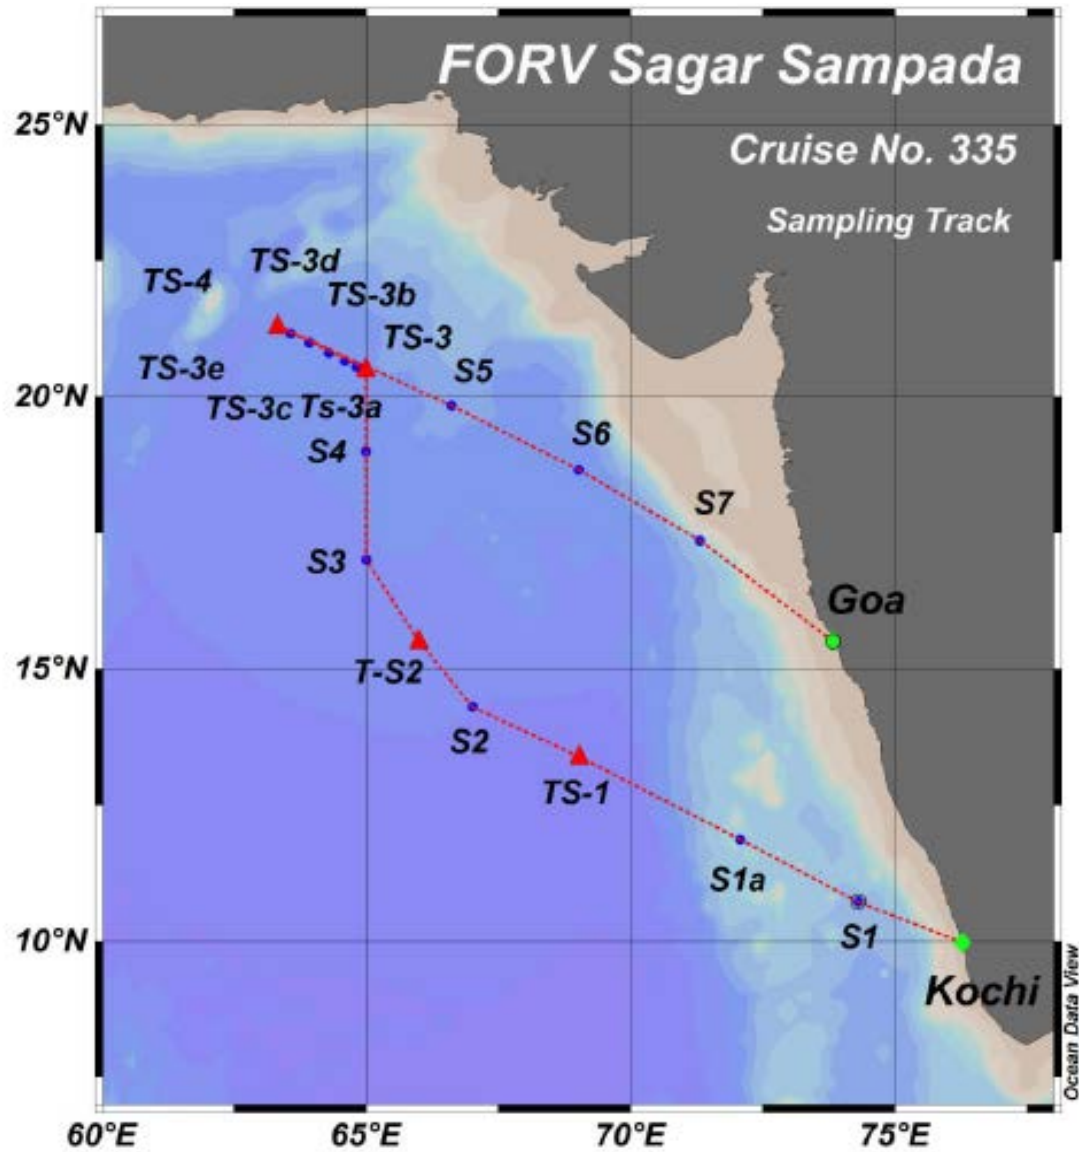 FORV Sagar Sampada
Cruise No. 335
Sampling Track
25°N
20°N
15°N
10°N
TS-3d
TS-4
TS-3b
TS-3
TS-3e
S5
TS-3c
Ts-3a
S6
S4
S7
S3
Goa
T-S2
S2
TS-1
S1a
S1
Kochi
Ocean Data View
60°E
65°E
70°E
75°E